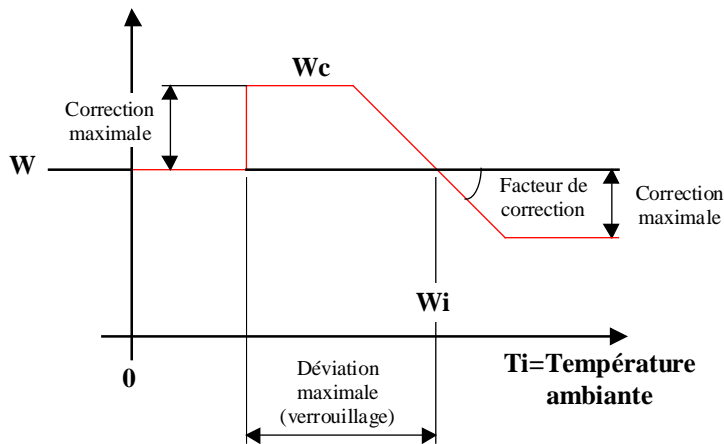 Wc
Correction
maximale
W
Facteur de
correction
Correction
maximale
Wi
0
Déviation
maximale
(verrouillage)
Ti=Température
ambiante